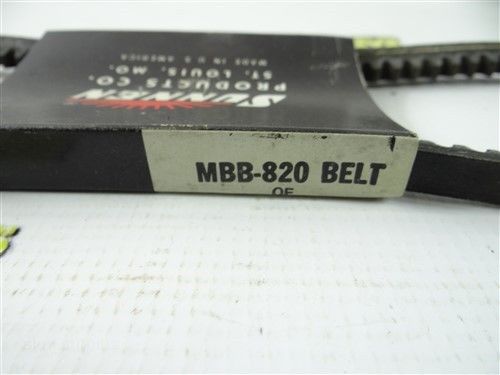 SUNNEN
PRODUCTS CO.
ST. LOUIS, MO.
MADE IN U.S. AMERICA
MBB-820 BELT
OE